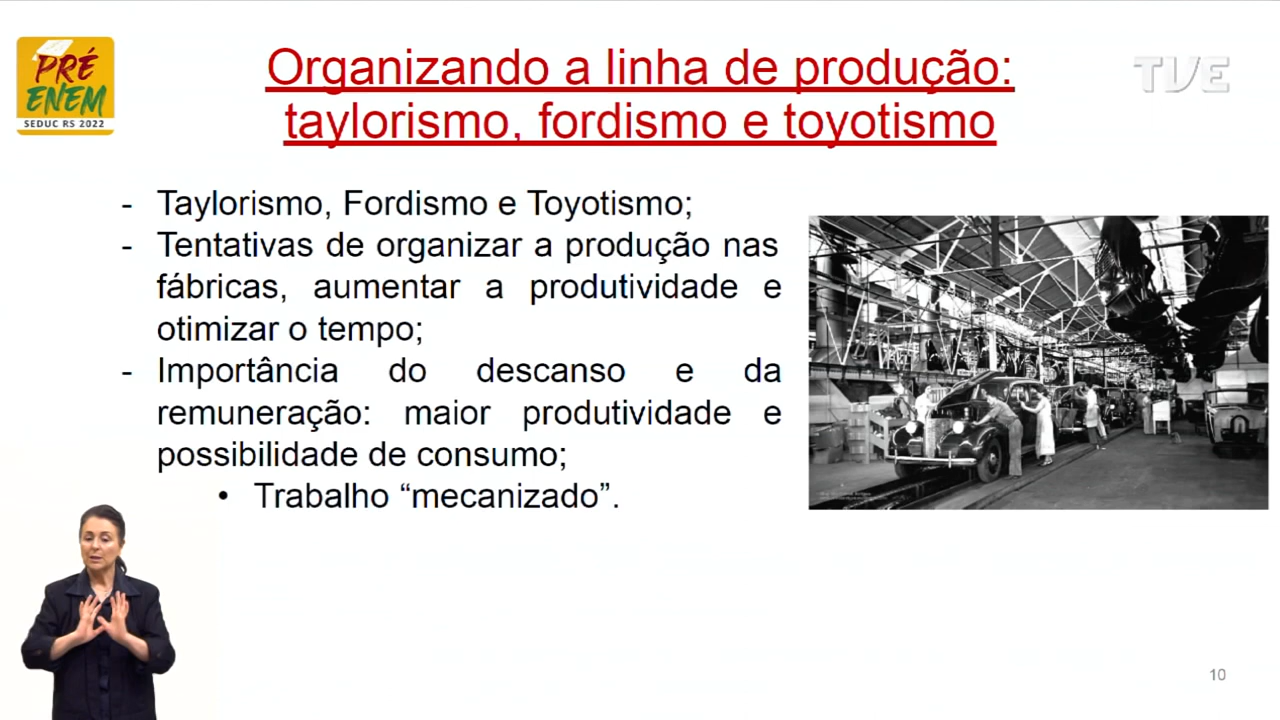 PRÉ
ENEM
SEDUC RS 2022
Organizando a linha de produção:
taylorismo, fordismo e toyotismo
TVE
- Taylorismo, Fordismo e Toyotismo;
- Tentativas de organizar a produção nas
fábricas, aumentar a produtividade e
otimizar o tempo;
- Importância do descanso e da
remuneração: maior produtividade e
possibilidade de consumo;
• Trabalho “mecanizado”.
10